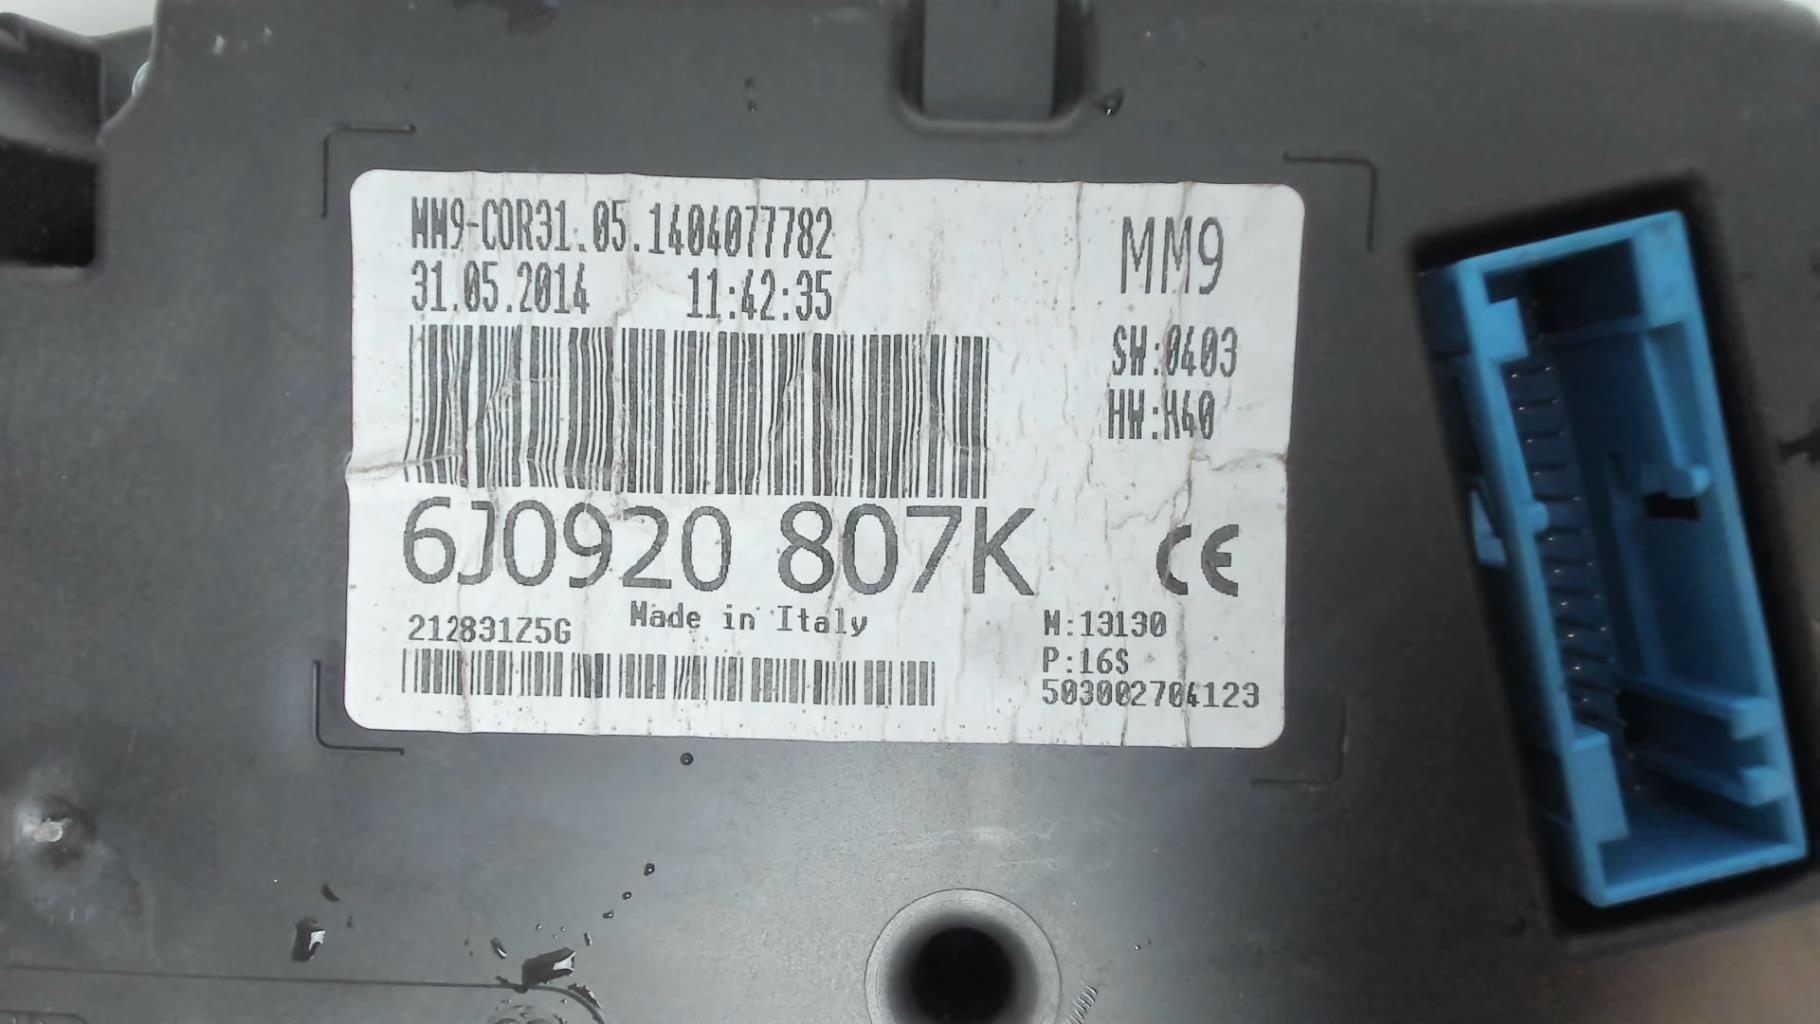 MM9-COR31.05.1404077782
31.05.2014 11:42:35
MM9
SW:0403
HW:H40
6J0920 807K
CE
212831Z5G
Made in Italy
M:13130
P:16$
503002704123